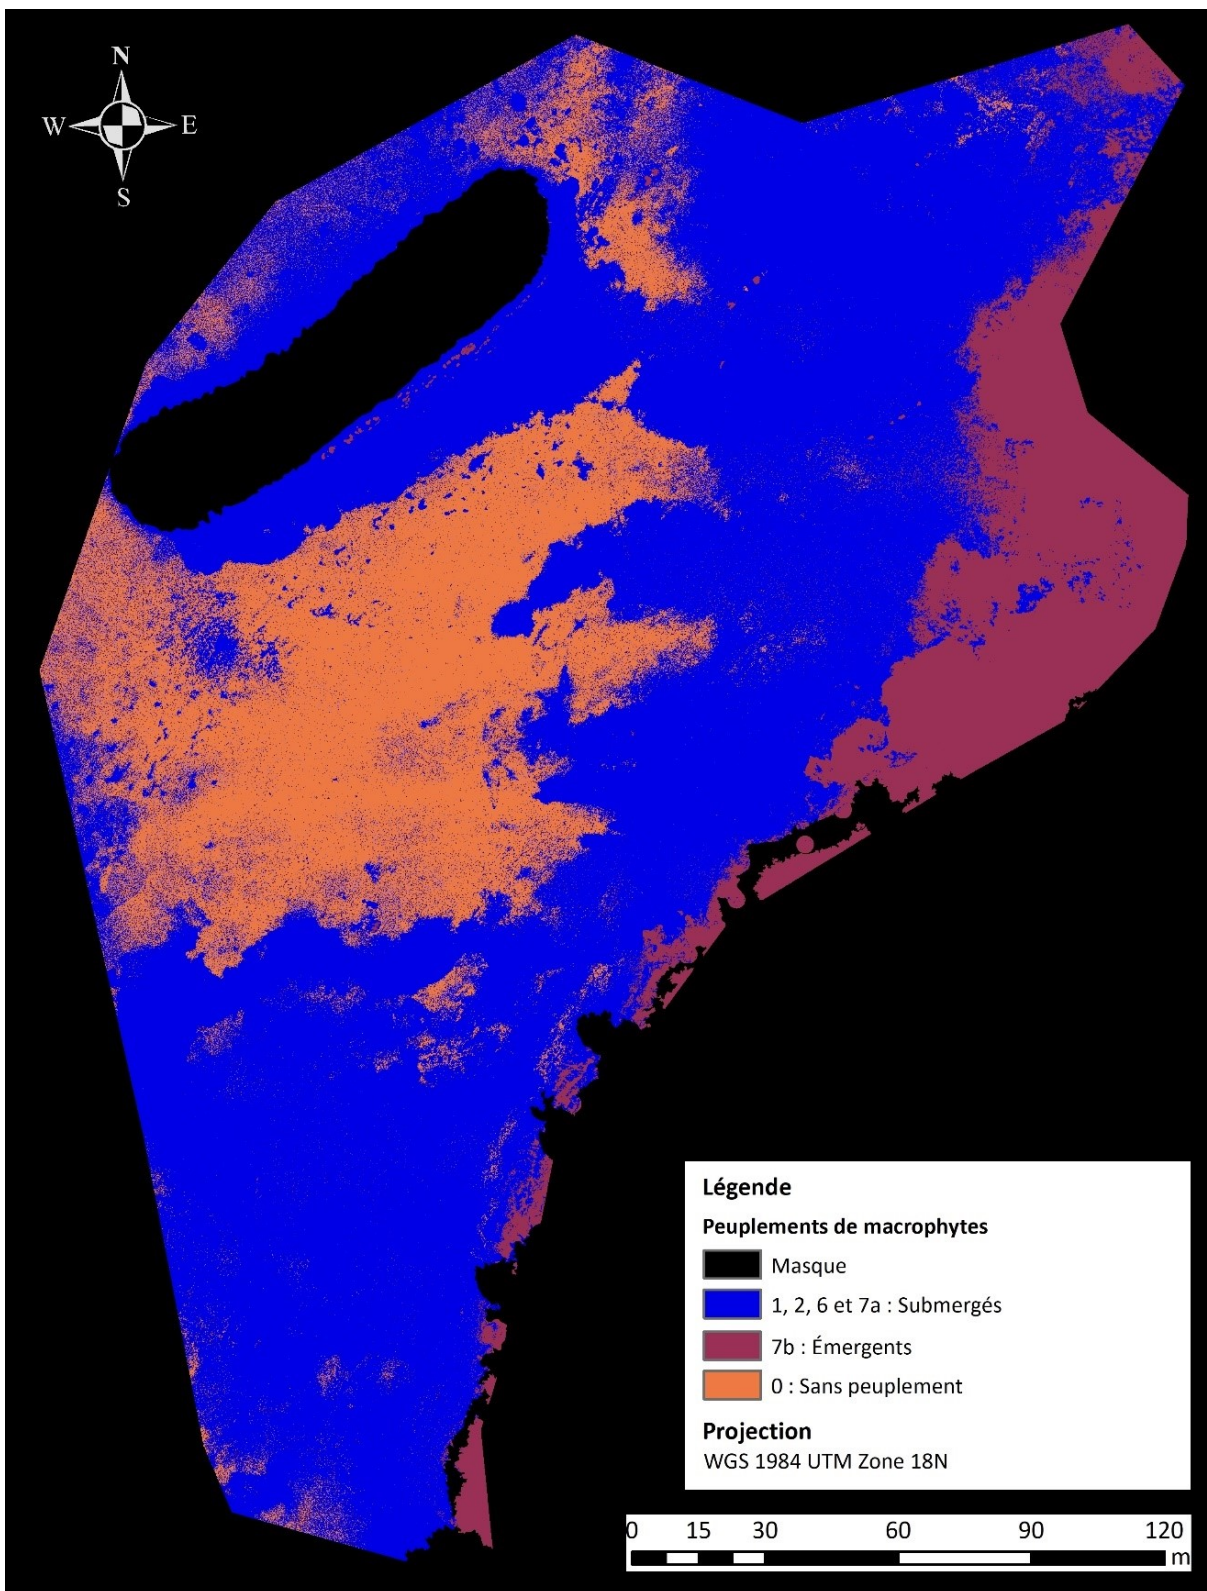 N
W E
S
Légende
Peuplements de macrophytes
Masque
1, 2, 6 et 7a : Submergés
7b : Émergents
0 : Sans peuplement
Projection
WGS 1984 UTM Zone 18N
0 15 30 60 90 120
m